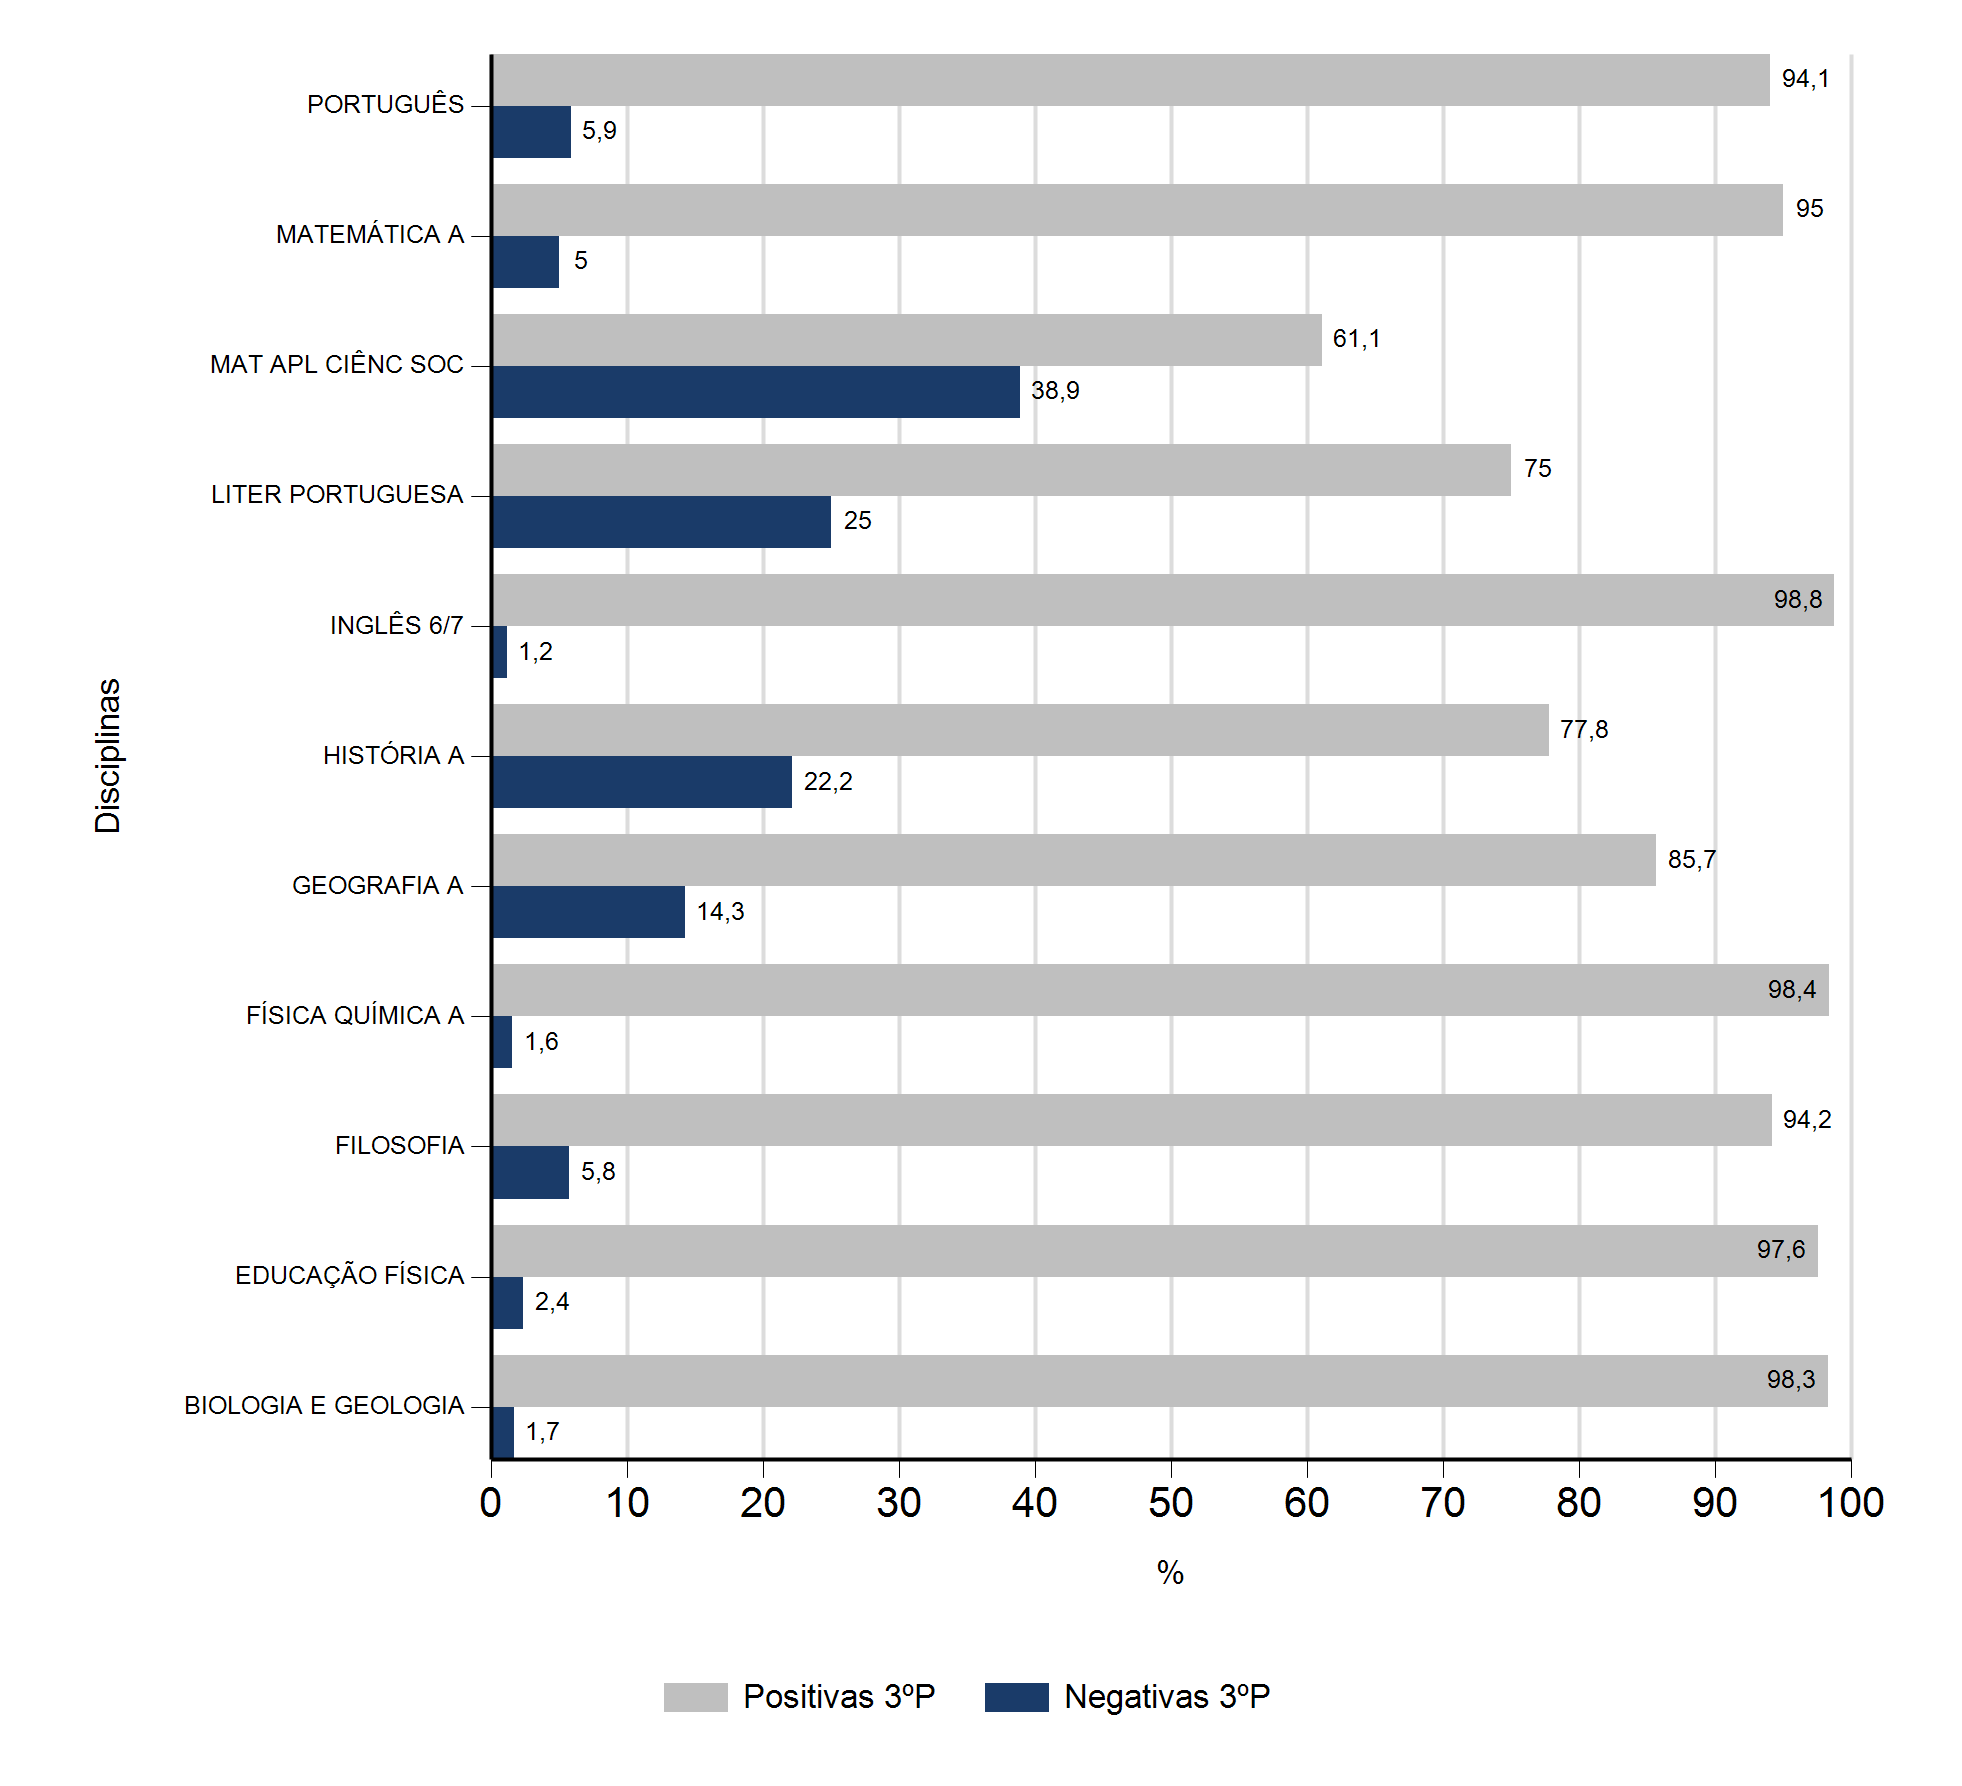 94,1
PORTUGUÊS
5,9
95
MATEMÁTICA A
5
61,1
MAT APL CIÊNC SOC
38,9
75
LITER PORTUGUESA
25
98,8
INGLÊS 6/7
1,2
77,8
HISTÓRIA A
22,2
Disciplinas
85,7
GEOGRAFIA A
14,3
98,4
FÍSICA QUÍMICA A
1,6
94,2
FILOSOFIA
5,8
97,6
EDUCAÇÃO FÍSICA
2,4
98,3
BIOLOGIA E GEOLOGIA
1,7
0 10 20 30 40 50 60 70 80 90 100
%
Positivas 3ºP Negativas 3ºP